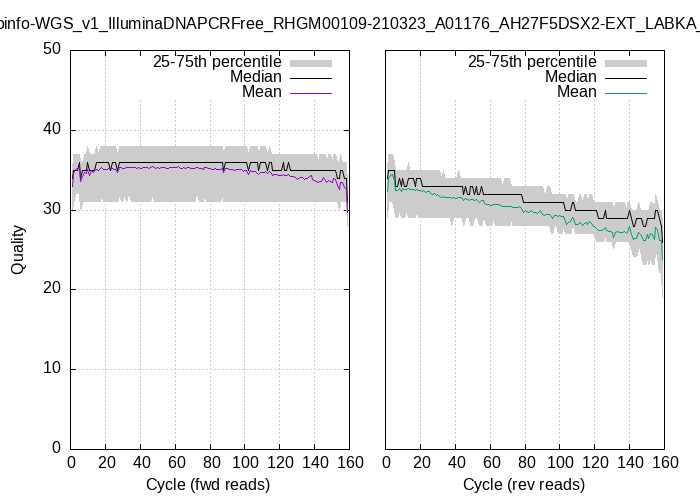 pinfo-WGS_v1_IlluminaDNAPCRFree_RHGM00109-210323_A01176_AH27F5DSX2-EXT_LABKA_
50
40
30
20
10
0
Quality
25-75th percentile
Median
Mean
0 20 40 60 80 100 120 140 160
Cycle (fwd reads)
25-75th percentile
Median
Mean
0 20 40 60 80 100 120 140 160
Cycle (rev reads)